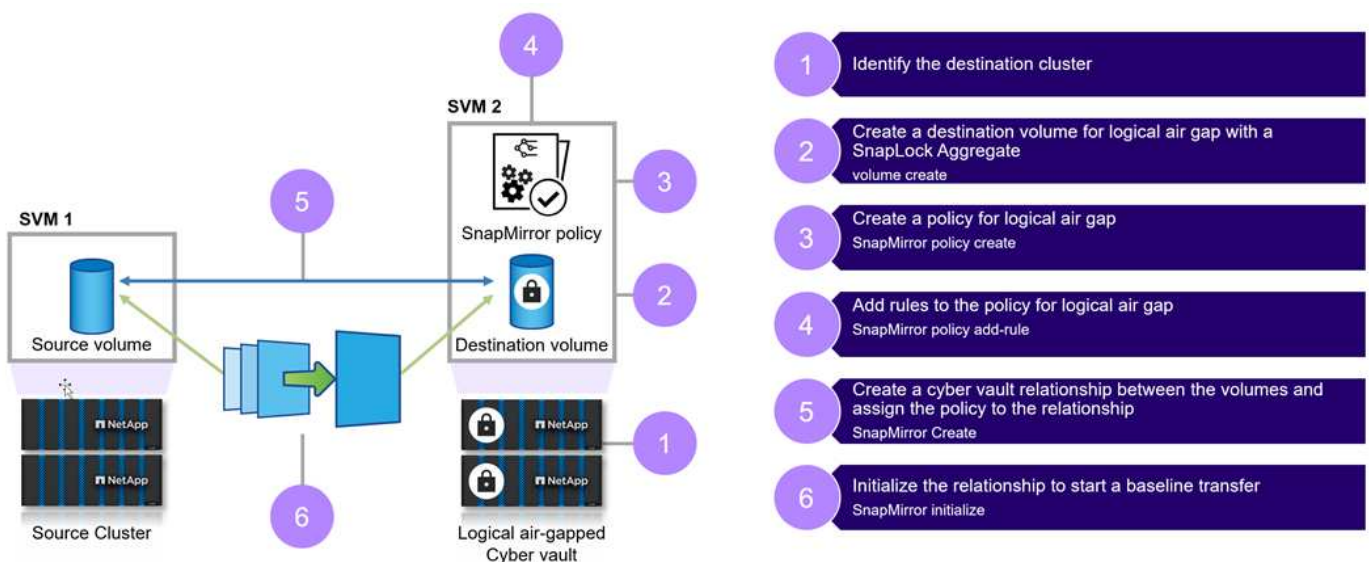 4
SVM 2
3
SnapMirror policy
5
SVM 1
2
Source volume
Destination volume
NetApp
NetApp
NetApp
NetApp
1
6
Source Cluster
Logical air-gapped
Cyber vault
1
Identify the destination cluster
2
Create a destination volume for logical air gap with a
SnapLock Aggregate
volume create
3
Create a policy for logical air gap
SnapMirror policy create
4
Add rules to the policy for logical air gap
SnapMirror policy add-rule
5
Create a cyber vault relationship between the volumes and
assign the policy to the relationship
SnapMirror Create
6
Initialize the relationship to start a baseline transfer
SnapMirror initialize